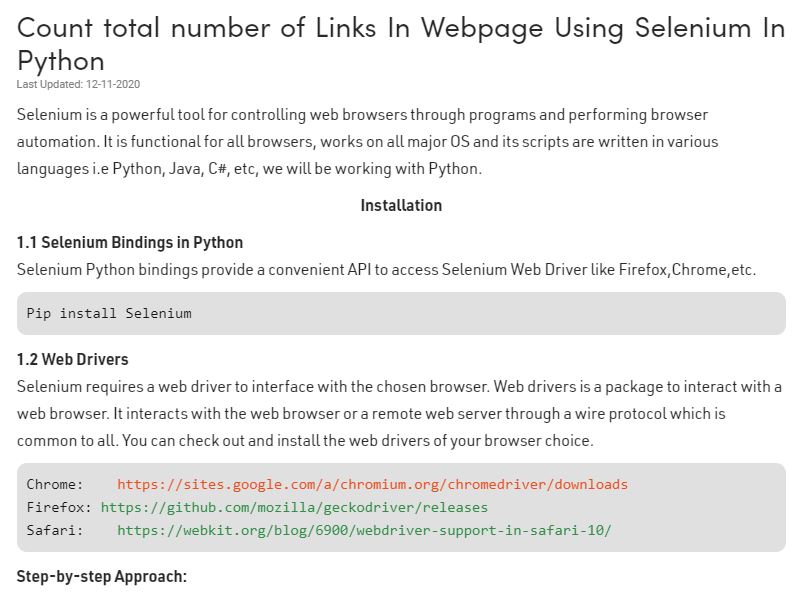 Count total number of Links In Webpage Using Selenium In
Python
Last Updated: 12-11-2020
Selenium is a powerful tool for controlling web browsers through programs and performing browser
automation. It is functional for all browsers, works on all major OS and its scripts are written in various
languages i.e Python, Java, C#, etc, we will be working with Python.
Installation
1.1 Selenium Bindings in Python
Selenium Python bindings provide a convenient API to access Selenium Web Driver like Firefox,Chrome,etc.
Pip install Selenium
1.2 Web Drivers
Selenium requires a web driver to interface with the chosen browser. Web drivers is a package to interact with a
web browser. It interacts with the web browser or a remote web server through a wire protocol which is
common to all. You can check out and install the web drivers of your browser choice.
Chrome: https://sites.google.com/a/chromium.org/chromedriver/downloads
Firefox: https://github.com/mozilla/geckodriver/releases
Safari: https://webkit.org/blog/6900/webdriver-support-in-safari-10/
Step-by-step Approach: